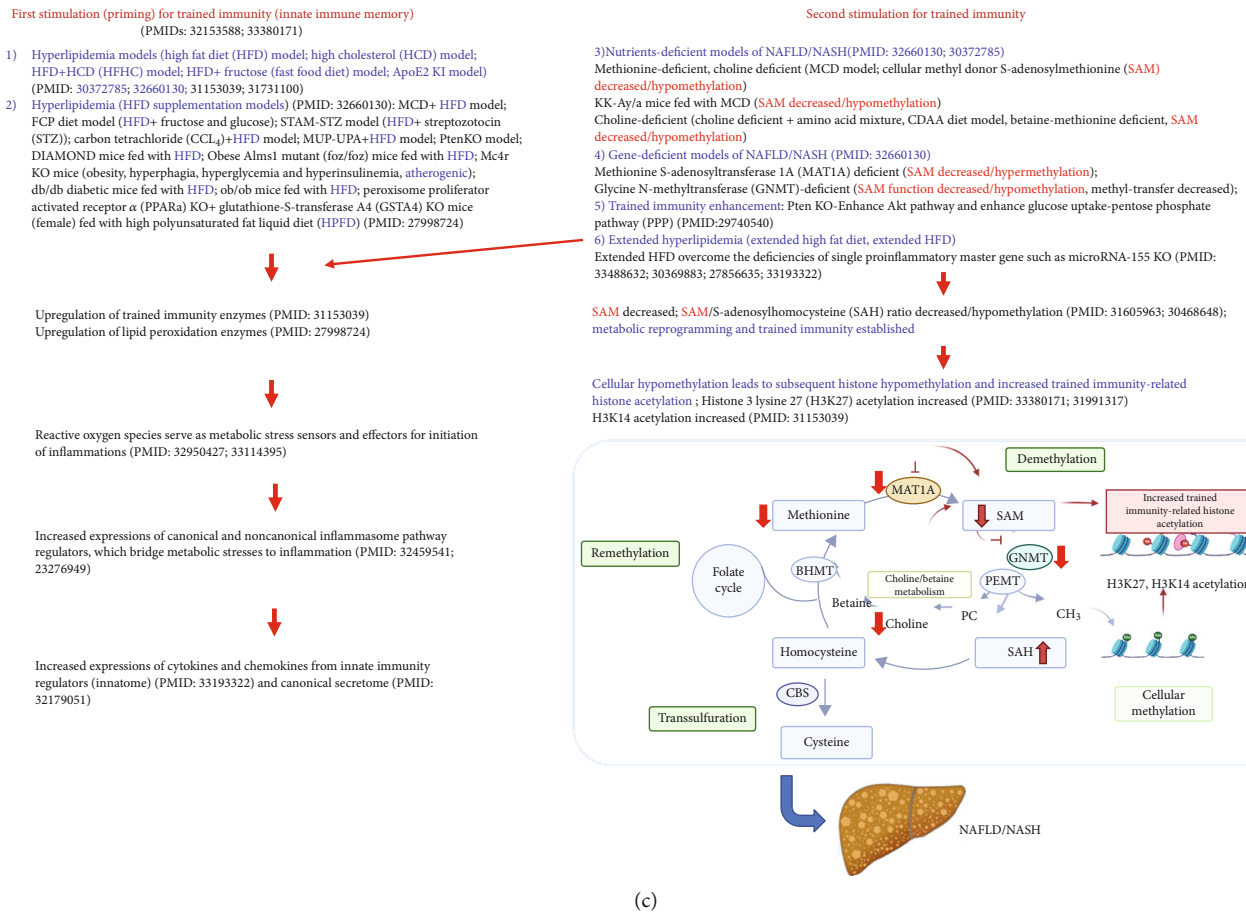 First stimulation (priming) for trained immunity (innate immune memory)
(PMIDs: 32153588; 33380171)
1) Hyperlipidemia models (high fat diet (HFD) model; high cholesterol (HCD) model;
HFD+HCD (HFHC) model; HFD+ fructose (fast food diet) model; ApoE2 KI model)
(PMID: 30372785; 32660130; 31153039; 31731100)
2) Hyperlipidemia (HFD supplementation models) (PMID: 32660130): MCD+ HFD model;
FCP diet model (HFD+ fructose and glucose); STAM-STZ model (HFD+ streptozotocin
(STZ)); carbon tetrachloride (CCL4)+HFD model; MUP-UPA+HFD model; PtenKO model;
DIAMOND mice fed with HFD; Obese Alms1 mutant (foz/foz) mice fed with HFD; Mc4r
KO mice (obesity, hyperphagia, hyperglycemia and hyperinsulinemia, atherogenic);
db/db diabetic mice fed with HFD; ob/ob mice fed with HFD; peroxisome proliferator
activated receptor α (PPARa) KO+ glutathione-S-transferase A4 (GSTA4) KO mice
(female) fed with high polyunsaturated fat liquid diet (HPFD) (PMID: 27998724)
Upregulation of trained immunity enzymes (PMID: 31153039)
Upregulation of lipid peroxidation enzymes (PMID: 27998724)
Reactive oxygen species serve as metabolic stress sensors and effectors for initiation
of inflammations (PMID: 32950427; 33114395)
Increased expressions of canonical and noncanonical inflammasome pathway
regulators, which bridge metabolic stresses to inflammation (PMID: 32459541;
23276949)
Increased expressions of cytokines and chemokines from innate immunity
regulators (innatome) (PMID: 33193322) and canonical secretome (PMID:
32179051)
Second stimulation for trained immunity
3)Nutrients-deficient models of NAFLD/NASH(PMID: 32660130; 30372785)
Methionine-deficient, choline deficient (MCD model; cellular methyl donor S-adenosylmethionine (SAM)
decreased/hypomethylation)
KK-Ay/a mice fed with MCD (SAM decreased/hypomethylation)
Choline-deficient (choline deficient + amino acid mixture, CDAA diet model, betaine-methionine deficient, SAM
decreased/hypomethylation)
4) Gene-deficient models of NAFLD/NASH (PMID: 32660130)
Methionine S-adenosyltransferase 1A (MAT1A) deficient (SAM decreased/hypermethylation);
Glycine N-methyltransferase (GNMT)-deficient (SAM function decreased/hypomethylation, methyl-transfer decreased);
5) Trained immunity enhancement: Pten KO-Enhance Akt pathway and enhance glucose uptake-pentose phosphate
pathway (PPP) (PMID:29740540)
6) Extended hyperlipidemia (extended high fat diet, extended HFD)
Extended HFD overcome the deficiencies of single proinflammatory master gene such as microRNA-155 KO (PMID:
33488632; 30369883; 27856635; 33193322)
SAM decreased; SAM/S-adenosylhomocysteine (SAH) ratio decreased/hypomethylation (PMID: 31605963; 30468648);
metabolic reprogramming and trained immunity established
Cellular hypomethylation leads to subsequent histone hypomethylation and increased trained immunity-related
histone acetylation ; Histone 3 lysine 27 (H3K27) acetylation increased (PMID: 33380171; 31991317)
H3K14 acetylation increased (PMID: 31153039)
Demethylation
MAT1A
Methionine
SAM
Increased trained
immunity-related histone
acetylation
Remethylation
GNMT
BHMT
Folate
cycle
Choline/betaine
metabolism
PEMT
H3K27, H3K14 acetylation
Betaine
Choline
PC
CH3
Homocysteine
SAH
CBS
Cellular
methylation
Transsulfuration
Cysteine
NAFLD/NASH
(c)